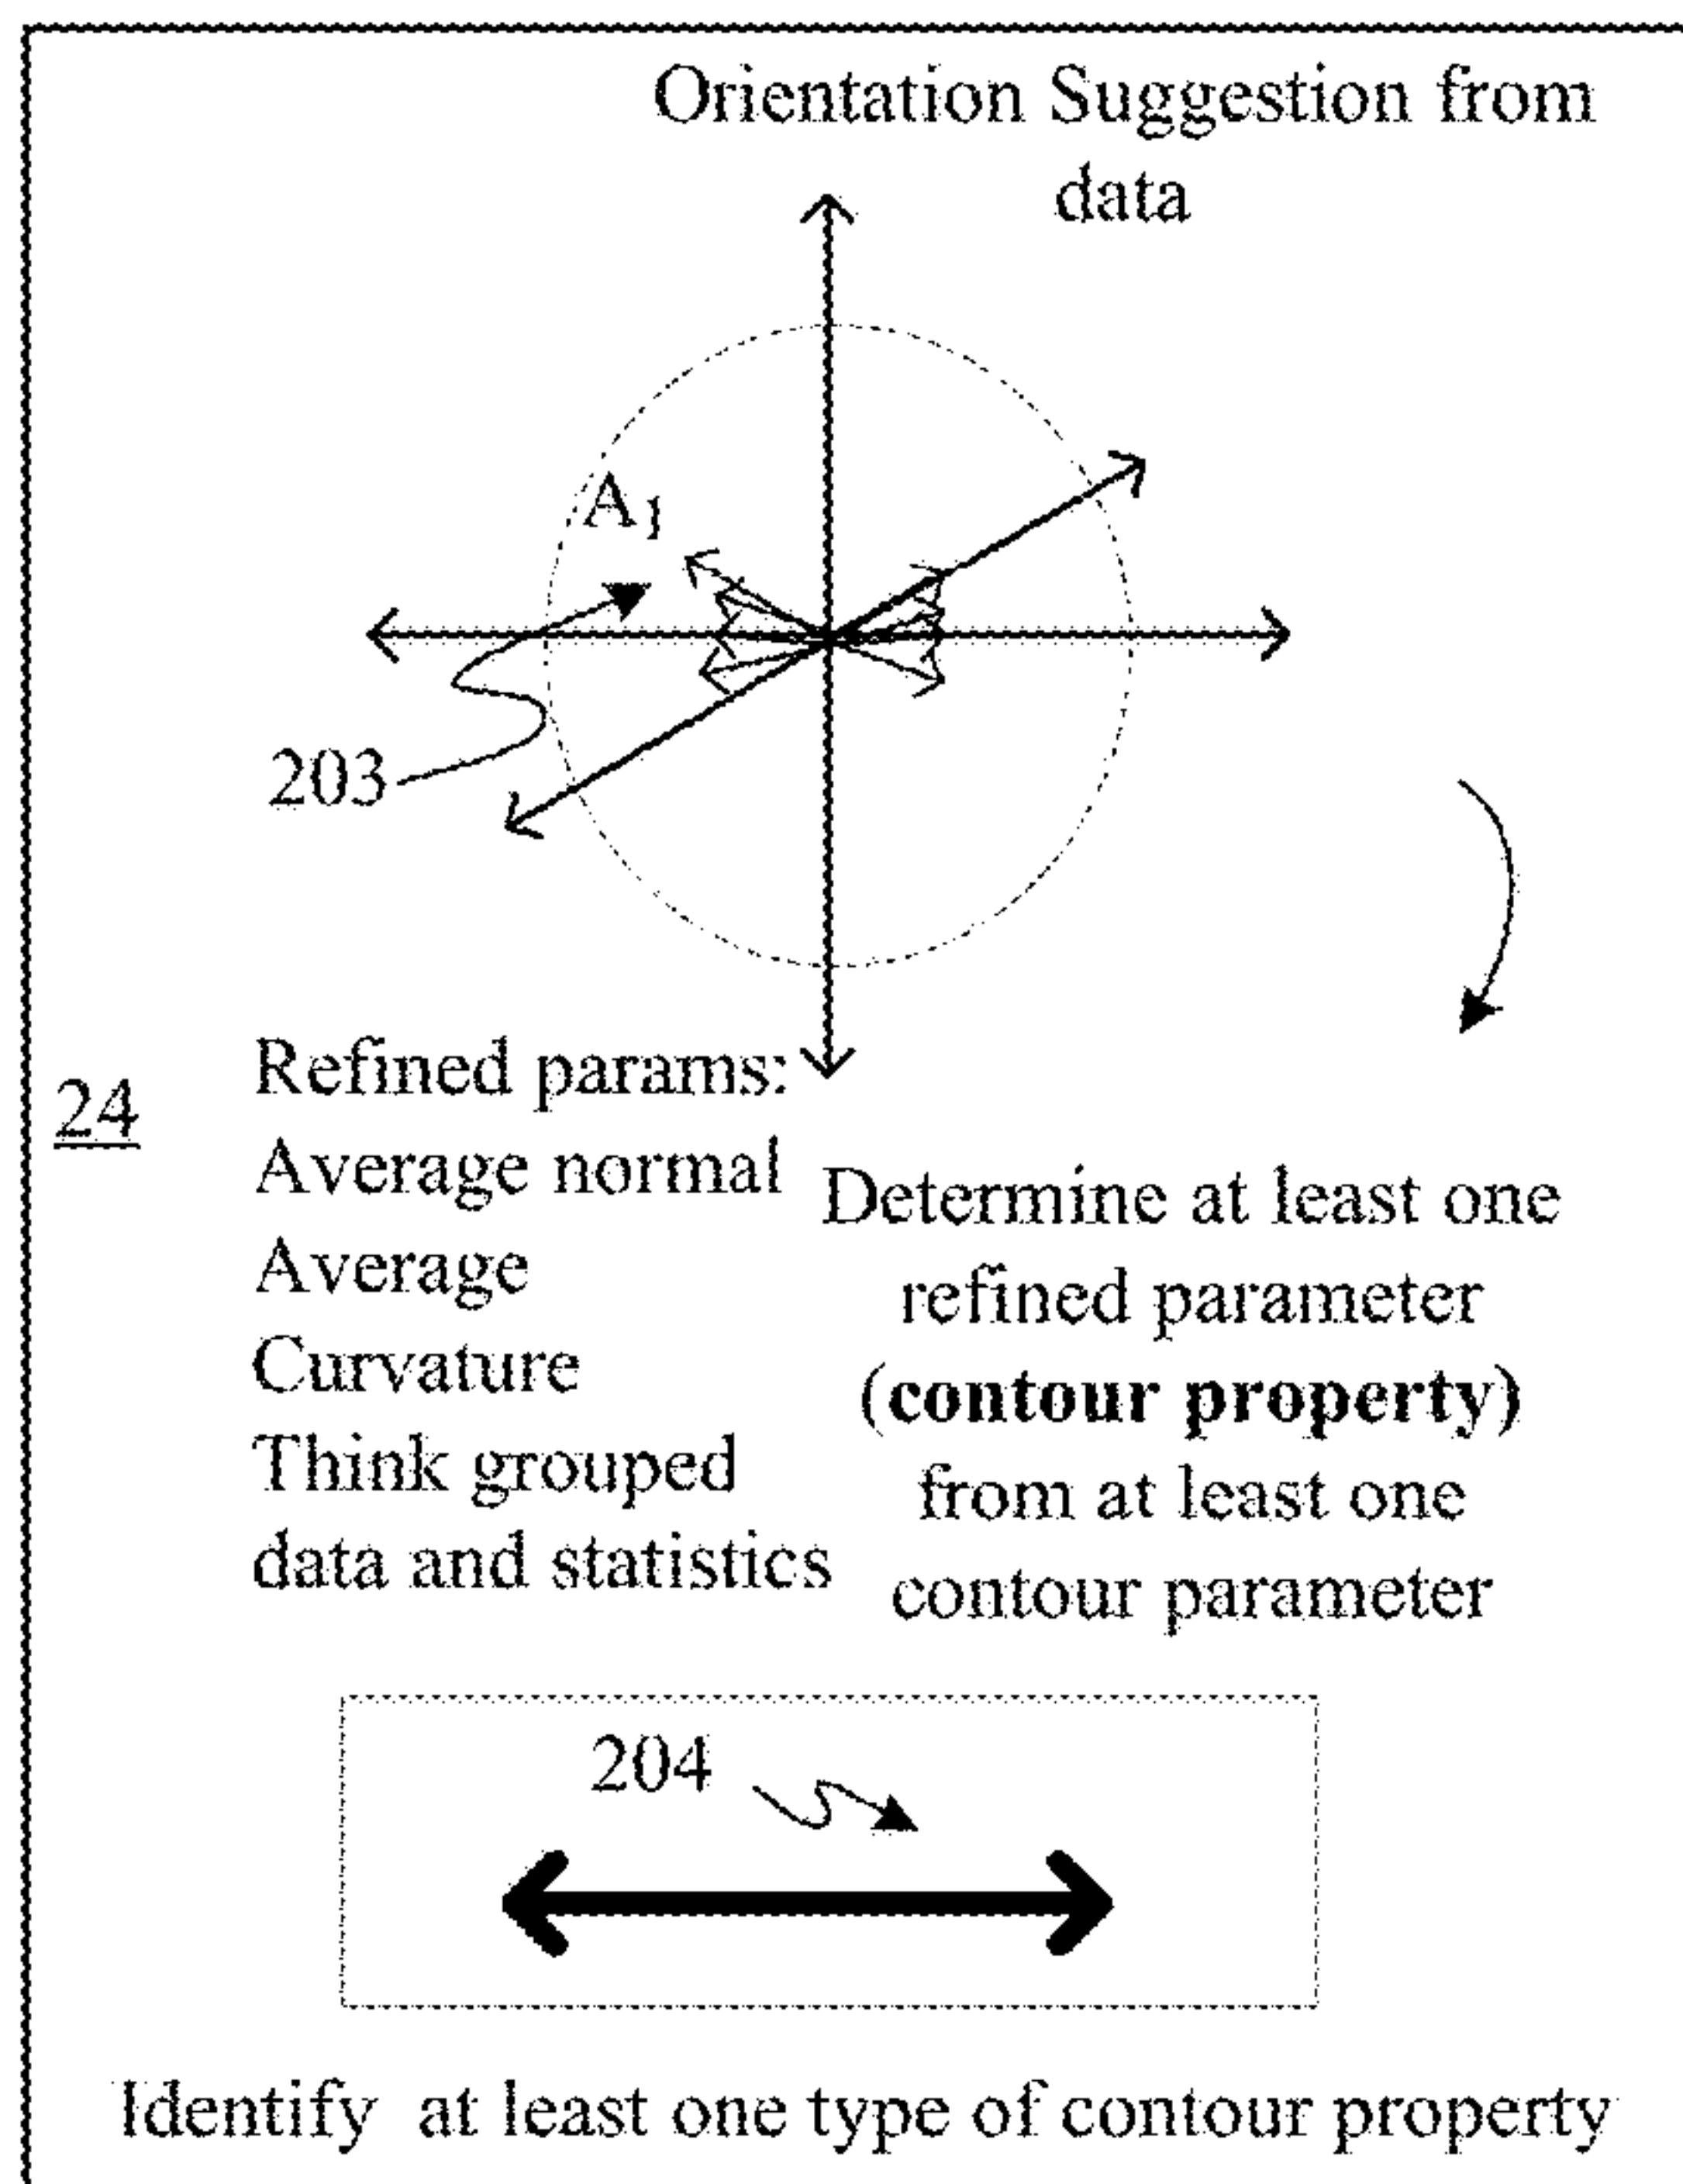 Orientation Suggestion from
data
A1
203
24
Refined params:
Average normal
Average
Curvature
Think grouped
data and statistics
Determine at least one
refined parameter
(contour property)
from at least one
contour parameter
204
Identify at least one type of contour property